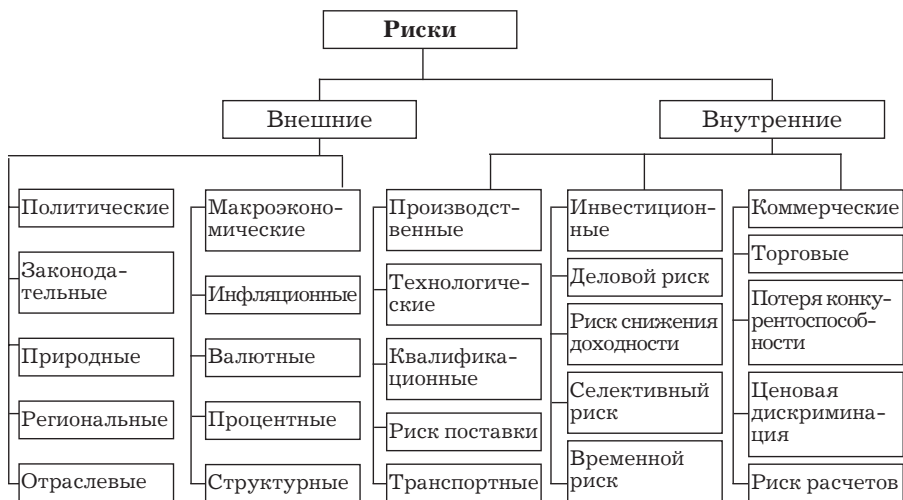 Риски
Внешние
Внутренние
Политические
Законода-
тельные
Природные
Региональные
Отраслевые
Макроэконо-
мические
Инфляционные
Валютные
Процентные
Структурные
Производст-
венные
Технологиче-
ские
Квалифика-
ционные
Риск поставки
Транспортные
Инвестицион-
ные
Деловой риск
Риск снижения
доходности
Селективный
риск
Временной
риск
Коммерческие
Торговые
Потеря конку-
рентоспособ-
ности
Ценовая
дискримина-
ция
Риск расчетов